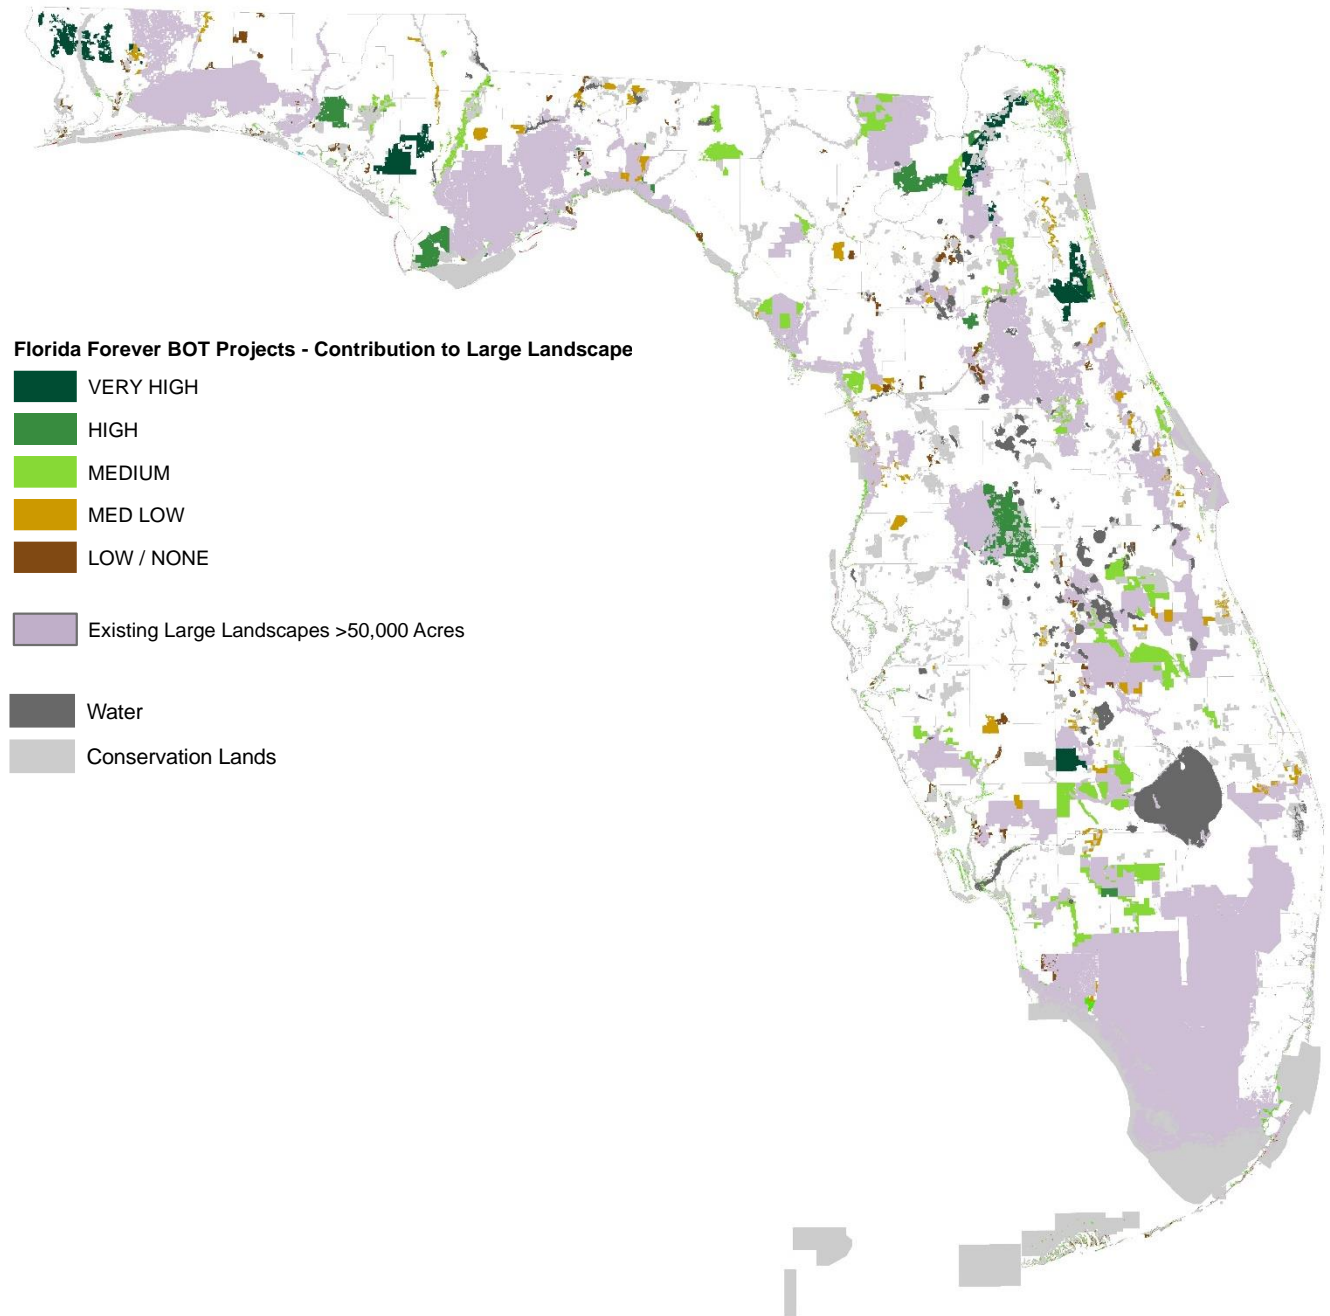 Florida Forever BOT Projects - Contribution to Large Landscape
VERY HIGH
HIGH
MEDIUM
MED LOW
LOW / NONE
Existing Large Landscapes >50,000 Acres
Water
Conservation Lands